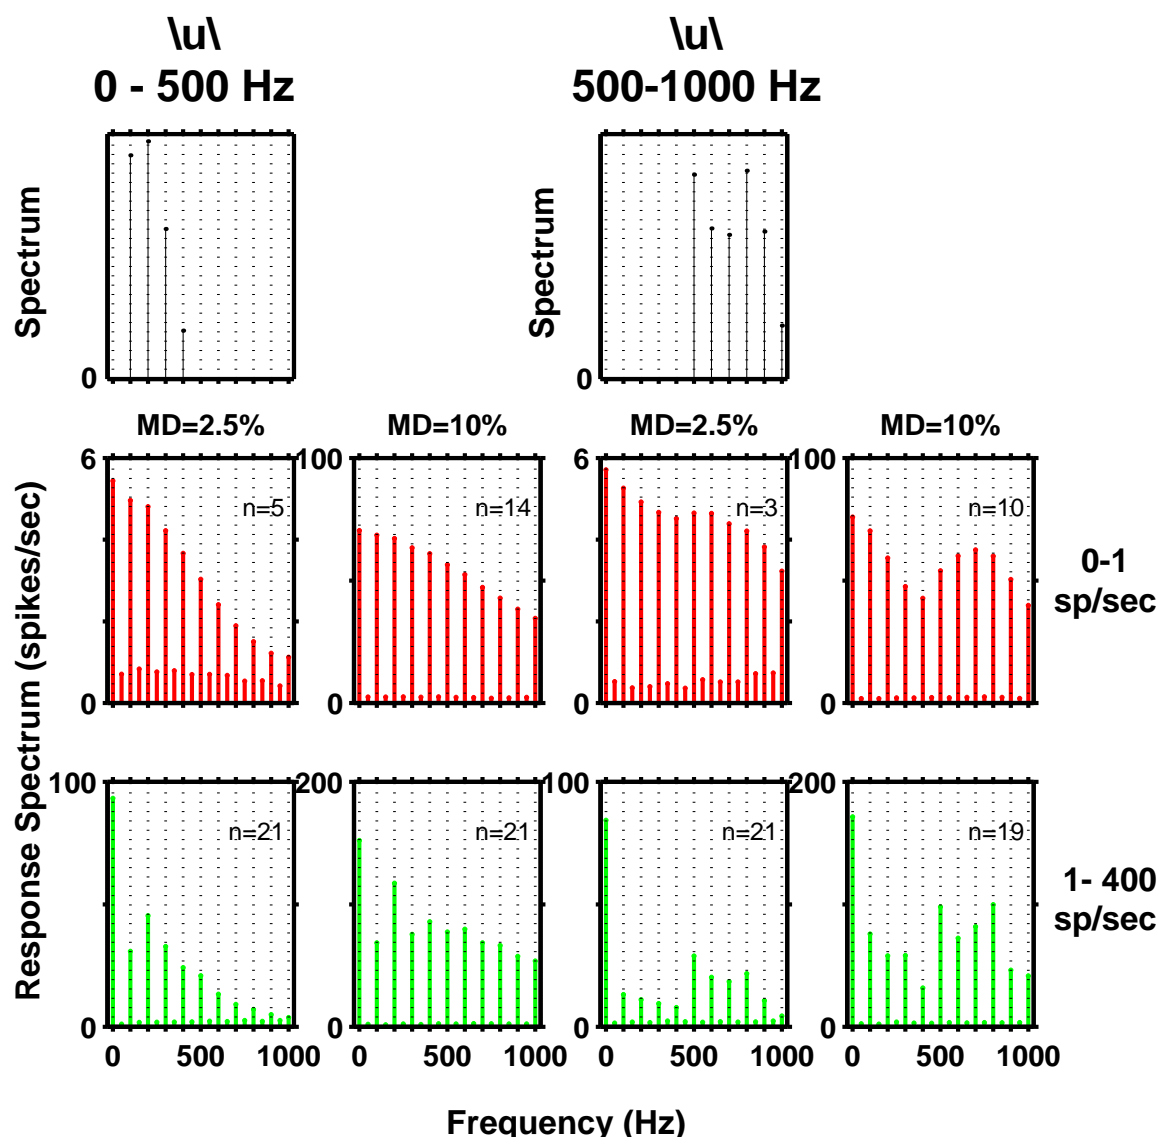 \u\ \u\
0 - 500 Hz 500-1000 Hz
Spectrum Spectrum
0 0
MD=2.5% MD=10% MD=2.5% MD=10%
6 100 6 100
n=5 n=14 n=3 n=10
0-1
sp/sec
0 0 0 0
Response Spectrum (spikes/sec)
100 200 100 200
n=21 n=21 n=21 n=19
1- 400
sp/sec
0 0 0 0
0 500 1000 0 500 1000 0 500 1000 0 500 1000
Frequency (Hz)